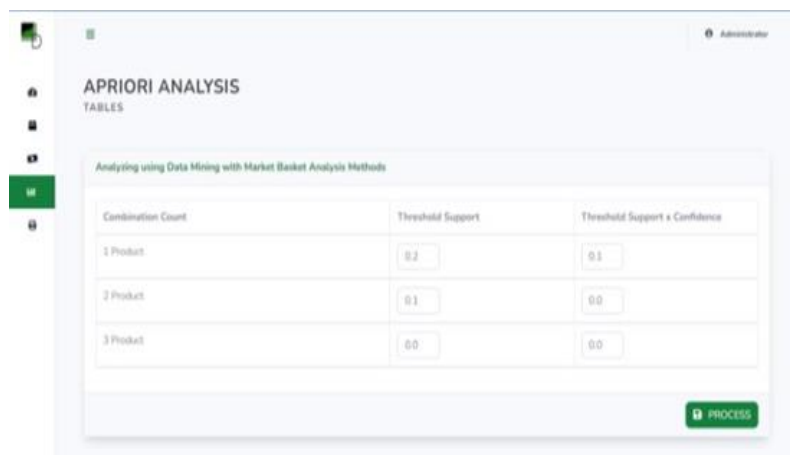 Administrator
APRIORI ANALYSIS
TABLES
Analyzing using Data Mining with Market Basket Analysis Methods
Combination Count Threshold Support Threshold Support x Confidence
1 Product 0.2 0.1
2 Product 0.1 0.0
3 Product 0.0 0.0
PROCESS